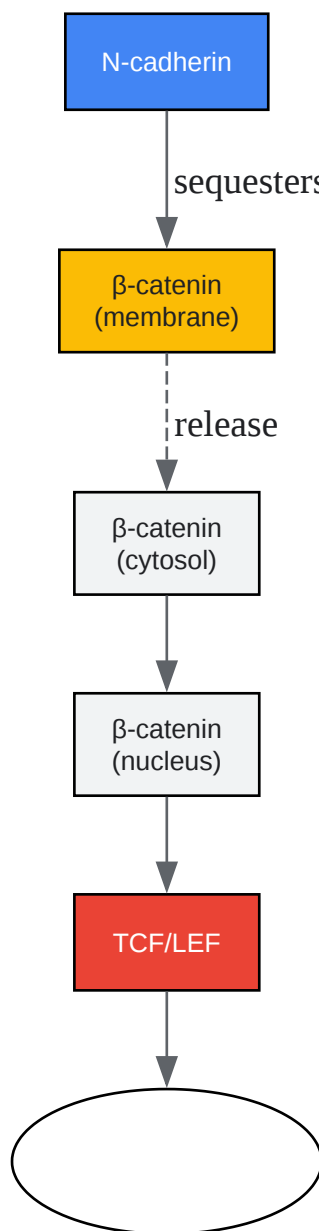 N-cadherin
sequesters
β-catenin
(membrane)
release
β-catenin
(cytosol)
β-catenin
(nucleus)
TCF/LEF